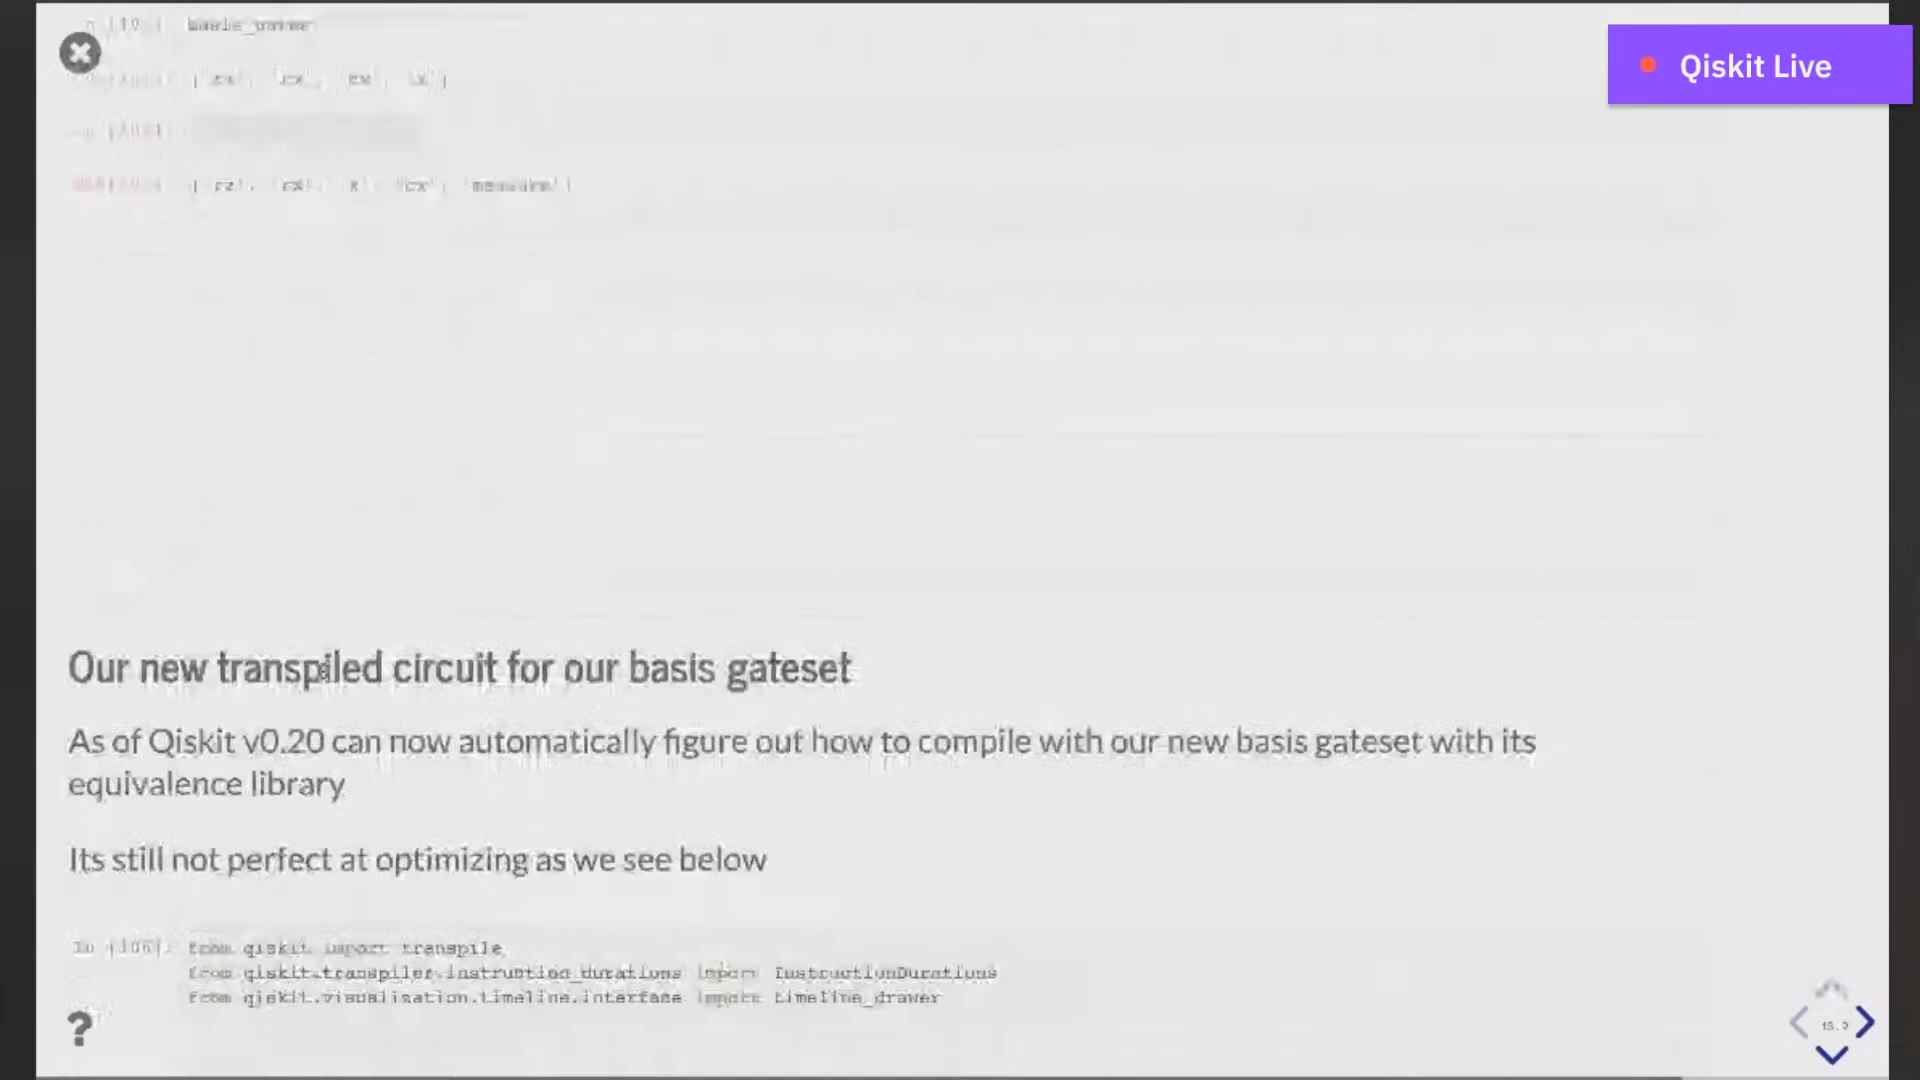 Qiskit Live
'measure'
Our new transpiled circuit for our basis gateset
As of Qiskit v0.20 can now automatically figure out how to compile with our new basis gateset with its
equivalence library
Its still not perfect at optimizing as we see below
from qiskit import transpile
from qiskit.transpiler.instruction_durations import InstructionDurations
from qiskit.visualization.timeline.interface import timeline_drawer
?